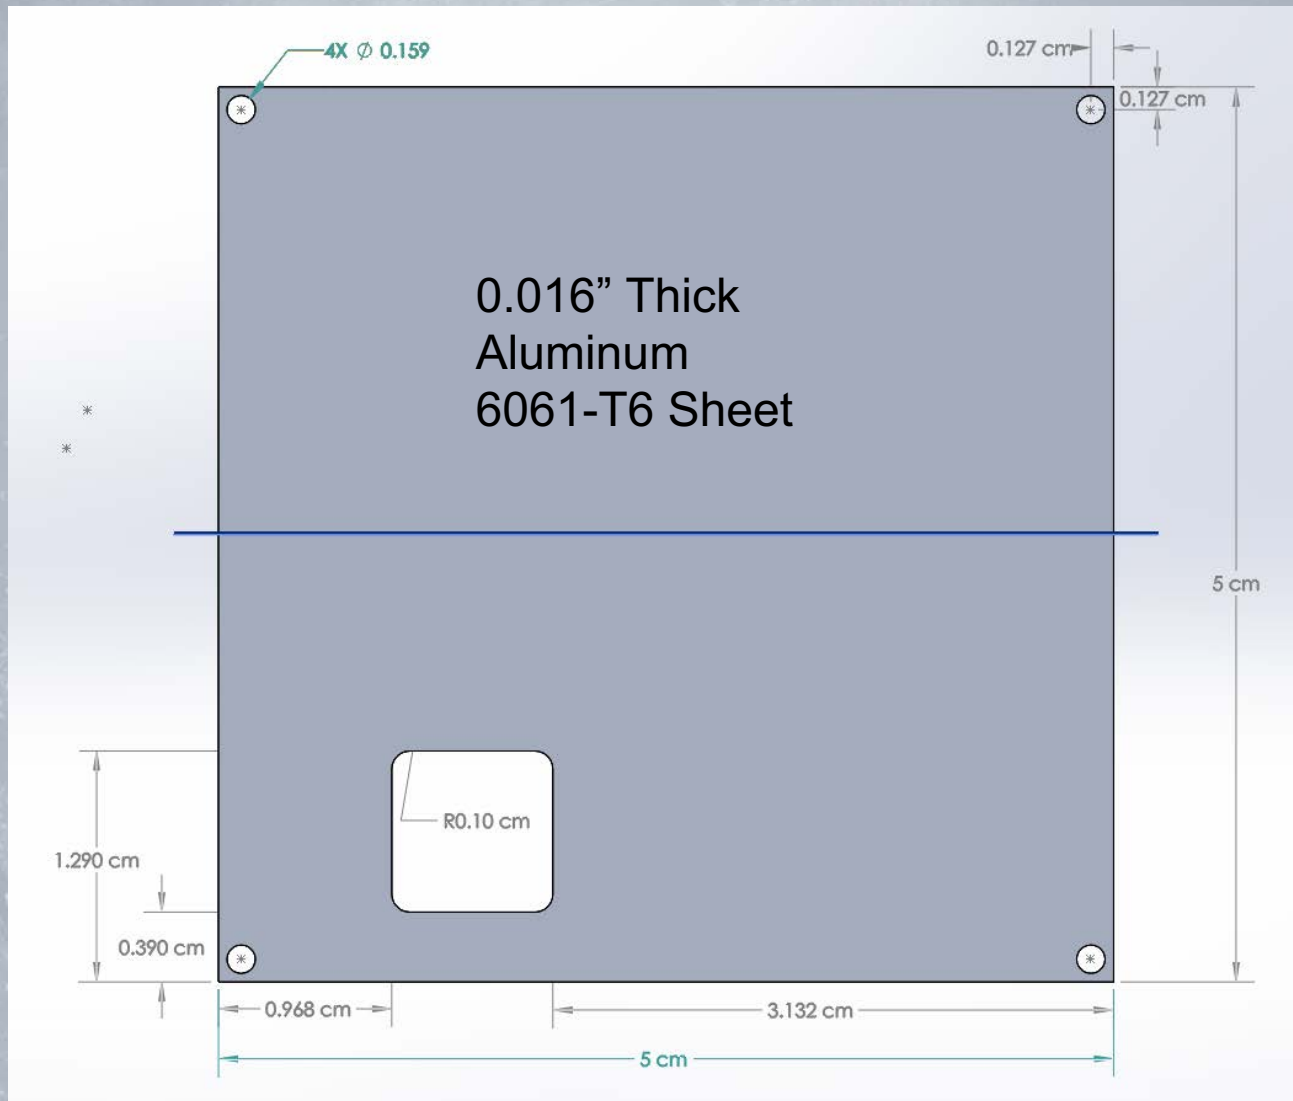 4X ∅ 0.159
0.127 cm
0.127 cm
0.016” Thick
Aluminum
6061-T6 Sheet
5 cm
R0.10 cm
1.290 cm
0.390 cm
0.968 cm
3.132 cm
5 cm